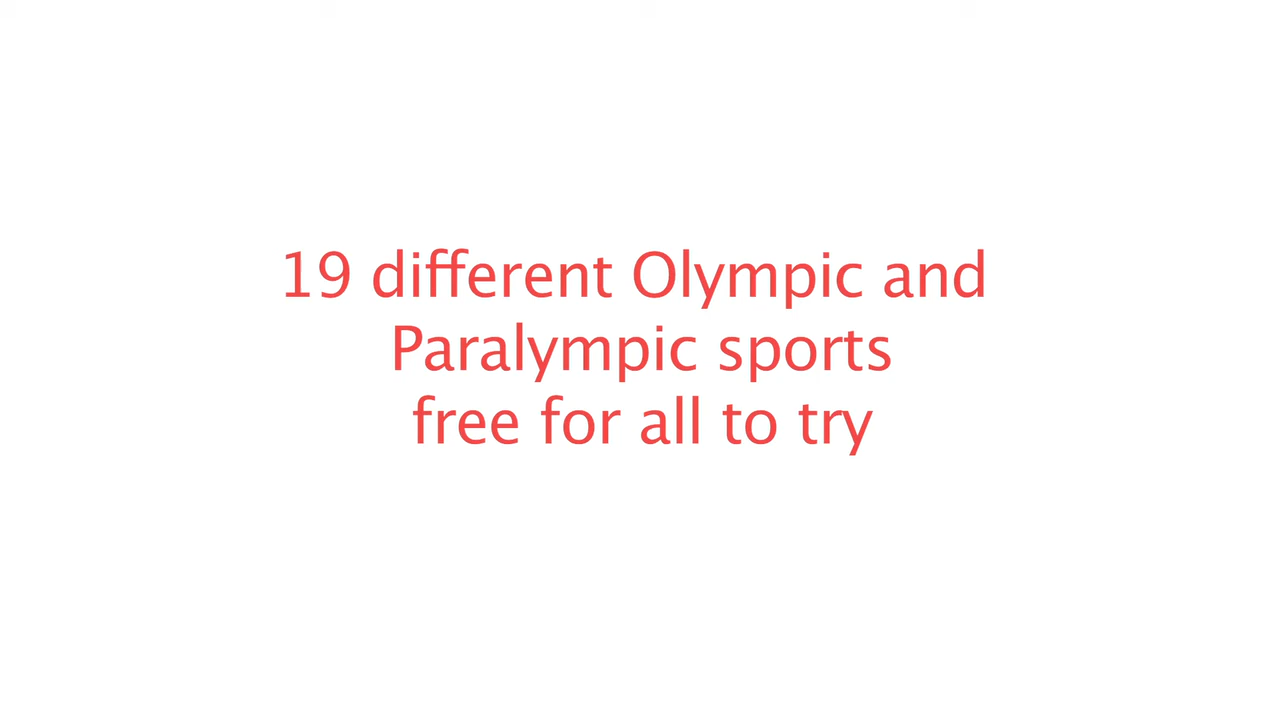 19 different Olympic and
Paralympic sports
free for all to try